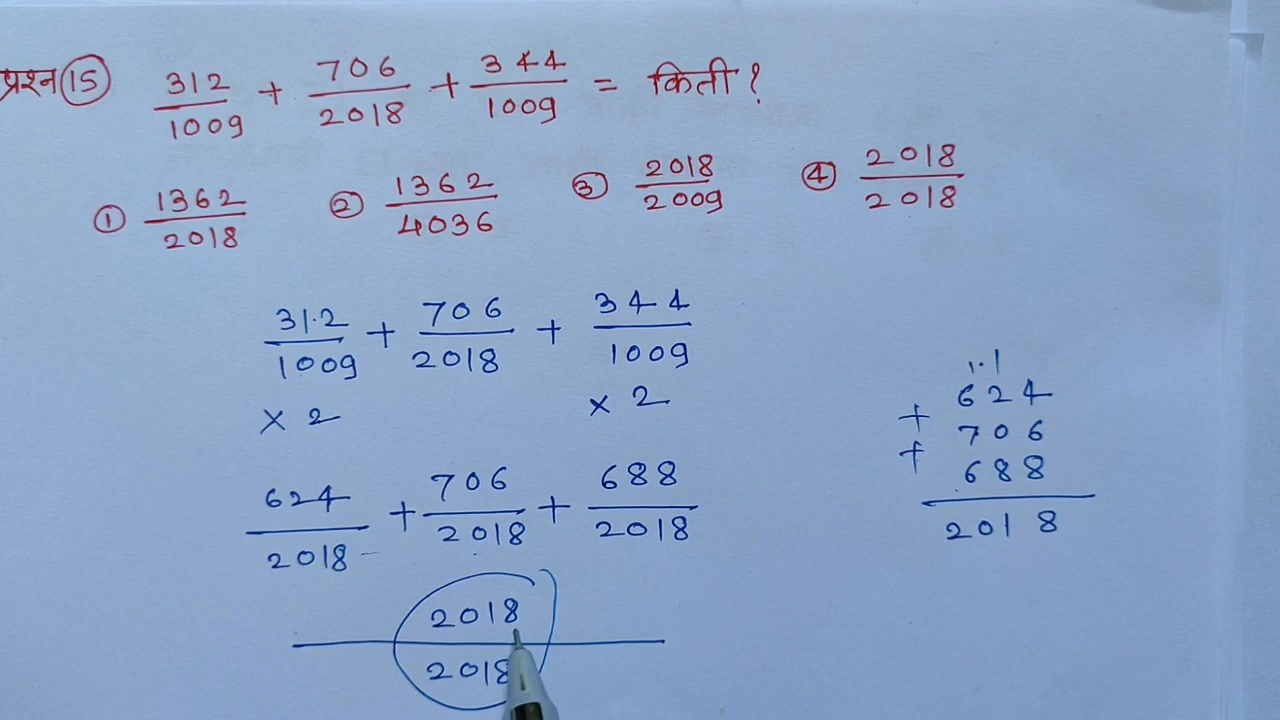 प्रश्न 15 312/1009 + 706/2018 + 344/1009 = किती ?
① 1362/2018 ② 1362/4036 ③ 2018/2009 ④ 2018/2018
312/1009 + 706/2018 + 344/1009
× 2 × 2
624/2018 + 706/2018 + 688/2018
2018/2018
1 1
624
+ 706
+ 688
2018